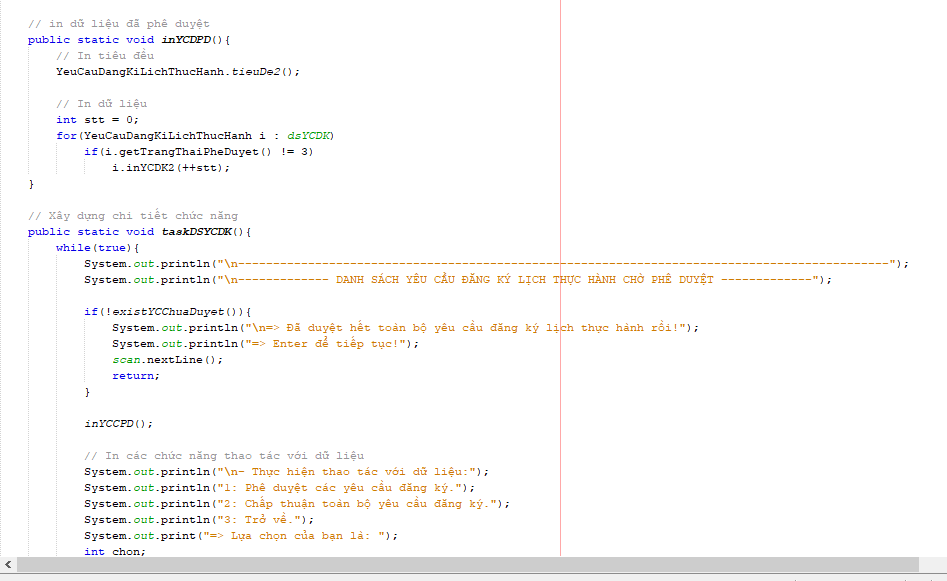 // in dữ liệu đã phê duyệt
public static void inYCDPD(){
// In tiêu đều
YeuCauDangKiLichThucHanh.tieuDe2();
// In dữ liệu
int stt = 0;
for(YeuCauDangKiLichThucHanh i : dsYCDK)
if(i.getTrangThaiPheDuyet() != 3)
i.inYCDK2(++stt);
}
// Xây dựng chi tiết chức năng
public static void taskDSYCDK(){
while(true){
System.out.println("\n---------------------------------------------------------------------------------------------");
System.out.println("\n------------- DANH SÁCH YÊU CẦU ĐĂNG KÝ LỊCH THỰC HÀNH CHỜ PHÊ DUYỆT -------------");
if(!existYCChuaDuyet()){
System.out.println("\n=> Đã duyệt hết toàn bộ yêu cầu đăng ký lịch thực hành rồi!");
System.out.println("=> Enter để tiếp tục!");
scan.nextLine();
return;
}
inYCCPD();
// In các chức năng thao tác với dữ liệu
System.out.println("\n- Thực hiện thao tác với dữ liệu:");
System.out.println("1: Phê duyệt các yêu cầu đăng ký.");
System.out.println("2: Chấp thuận toàn bộ yêu cầu đăng ký.");
System.out.println("3: Trở về.");
System.out.print("=> Lựa chọn của bạn là: ");
int chon;